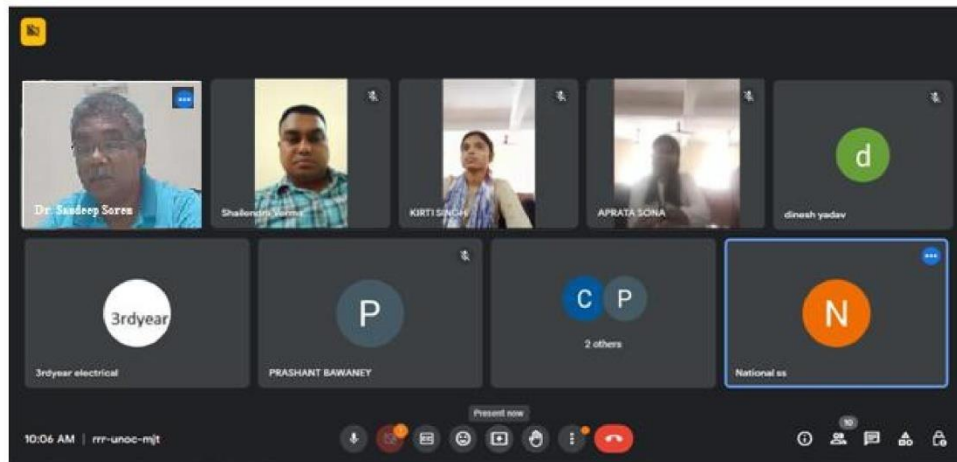 Dr. Sandeep Soren
Shailendra Verma
KIRTI SINGH
APRATA SONA
d
dinesh yadav
3rdyear
3rdyear electrical
P
PRASHANT BAWANEY
C P
2 others
N
National ss
Present now
10:06 AM | rrr-unoc-mjt
10